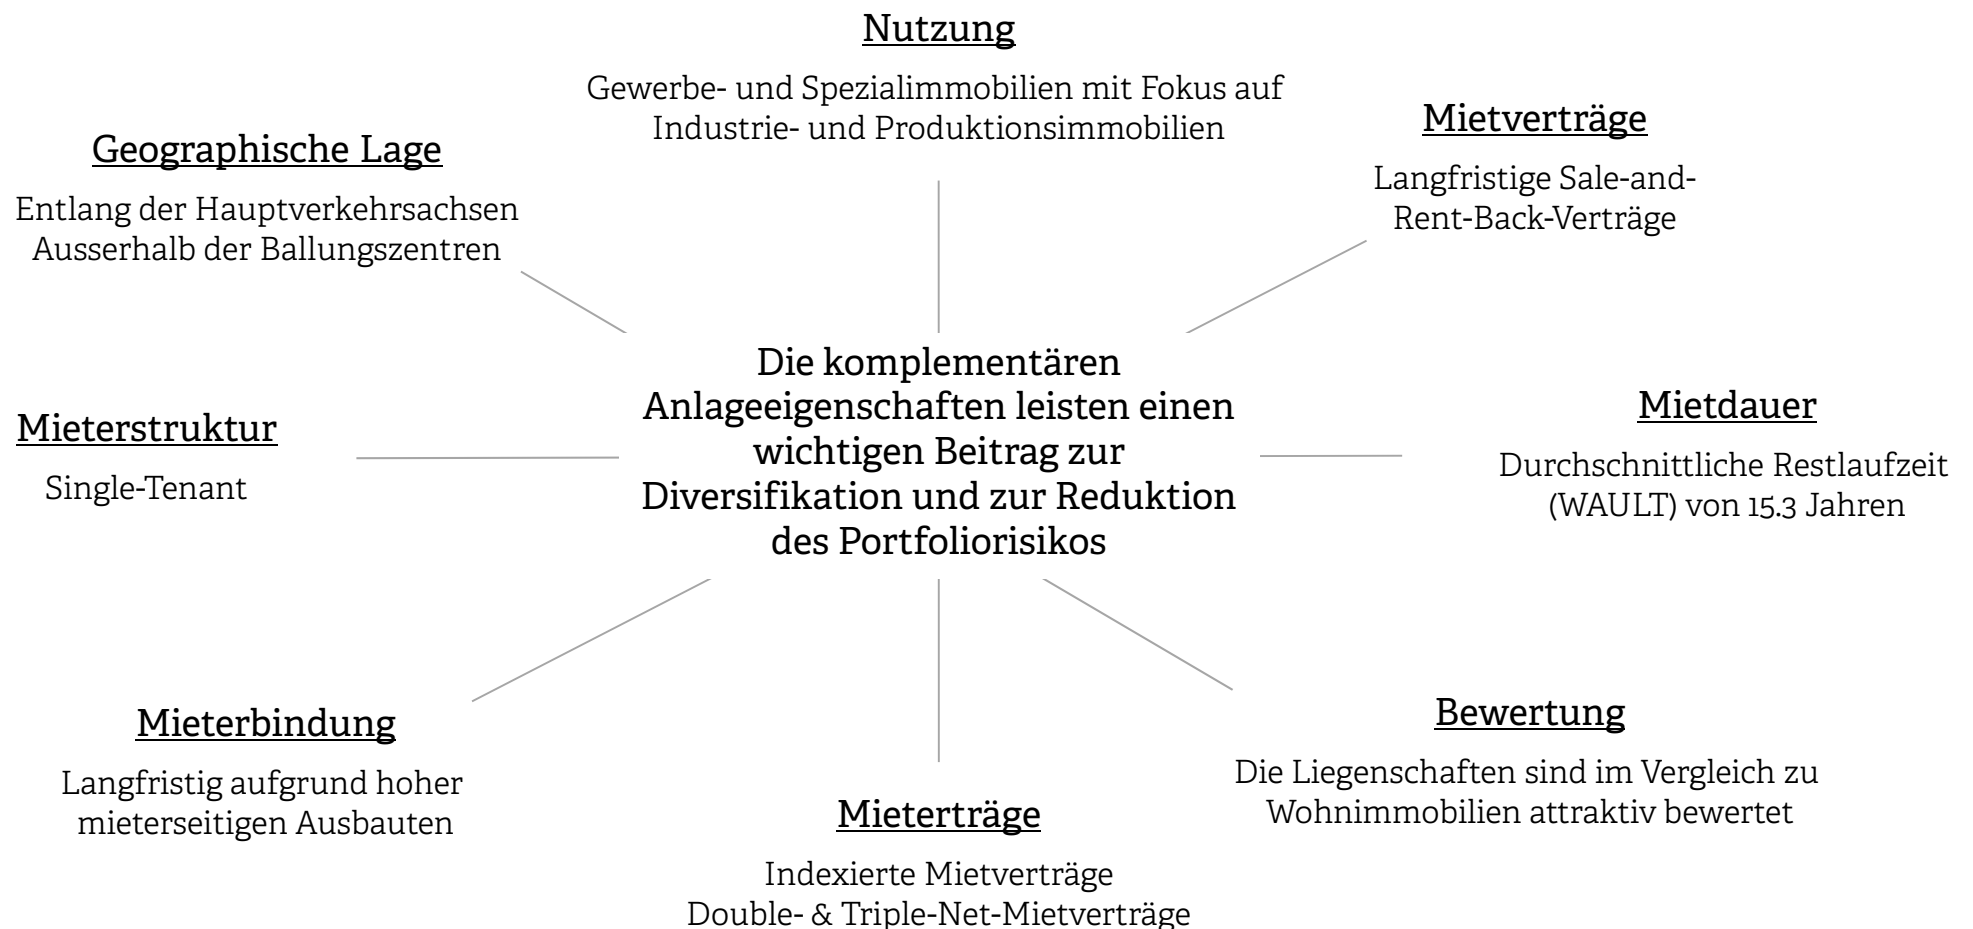 Nutzung
Gewerbe- und Spezialimmobilien mit Fokus auf
Industrie- und Produktionsimmobilien
Mietverträge
Langfristige Sale-and-
Rent-Back-Verträge
Geographische Lage
Entlang der Hauptverkehrsachsen
Ausserhalb der Ballungszentren
Die komplementären
Anlageeigenschaften leisten einen
wichtigen Beitrag zur
Diversifikation und zur Reduktion
des Portfoliorisikos
Mietdauer
Durchschnittliche Restlaufzeit
(WAULT) von 15.3 Jahren
Mieterstruktur
Single-Tenant
Mieterbindung
Langfristig aufgrund hoher
mieterseitigen Ausbauten
Mieterträge
Indexierte Mietverträge
Double- & Triple-Net-Mietverträge
Bewertung
Die Liegenschaften sind im Vergleich zu
Wohnimmobilien attraktiv bewertet